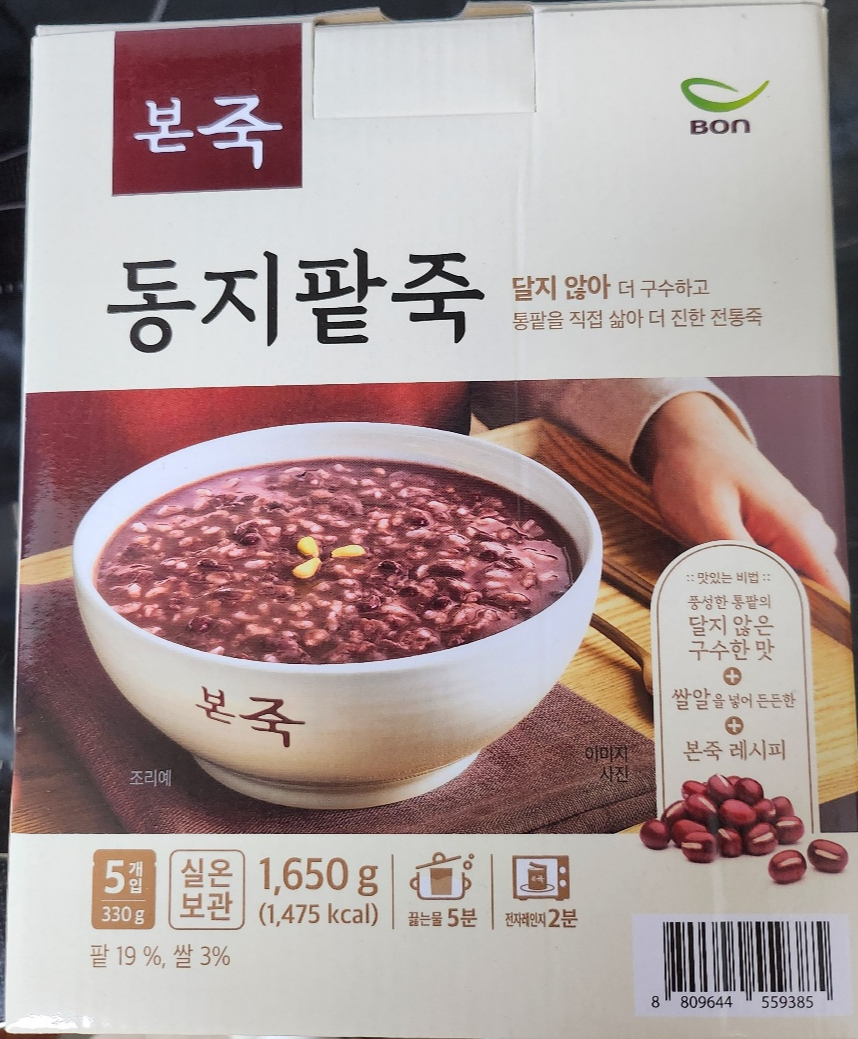 본죽
BON
동지팥죽
달지 않아 더 구수하고
통팥을 직접 삶아 더 진한 전통죽
:: 맛있는 비법 ::
풍성한 통팥의
달지 않은
구수한 맛
+
쌀알을 넣어 든든한
+
본죽 레시피
본죽
조리예
이미지
사진
5개입
330 g
실온
보관
1,650 g
(1,475 kcal)
끓는물 5분
전자레인지 2분
팥 19 %, 쌀 3%
8 809644 559385